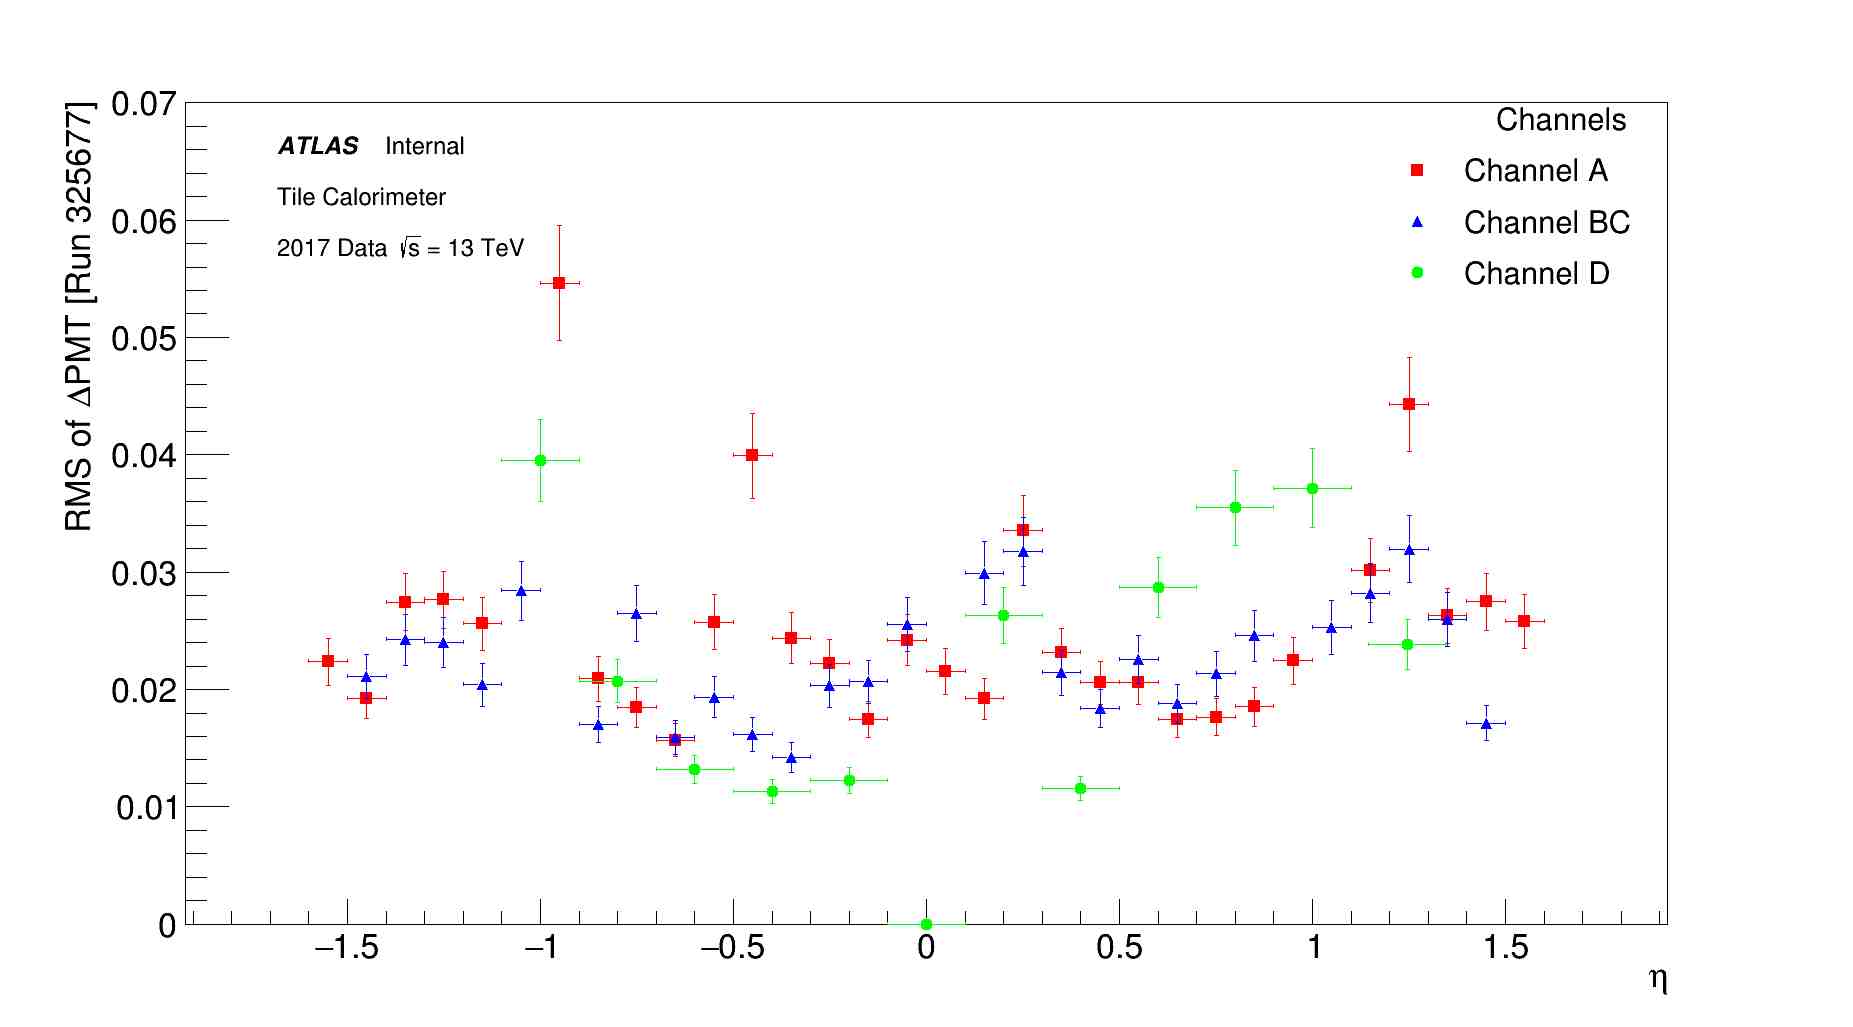 RMS of ΔPMT [Run 325677]
0.07
0.06
0.05
0.04
0.03
0.02
0.01
0
ATLAS Internal
Tile Calorimeter
2017 Data √s = 13 TeV
Channels
Channel A
Channel BC
Channel D
−1.5 −1 −0.5 0 0.5 1 1.5
η